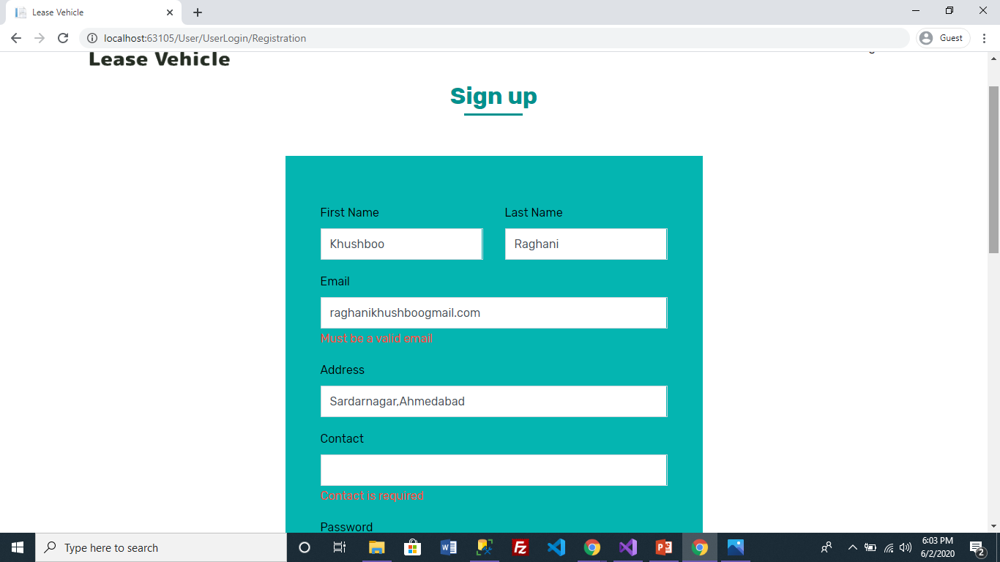 Lease Vehicle
localhost:63105/User/UserLogin/Registration
Guest
Lease Vehicle
Sign up
First Name Last Name
Khushboo Raghani
Email
raghanikhushboogmail.com
Must be a valid email
Address
Sardarnagar,Ahmedabad
Contact
Contact is required
Password
Type here to search
6:03 PM
6/2/2020
2